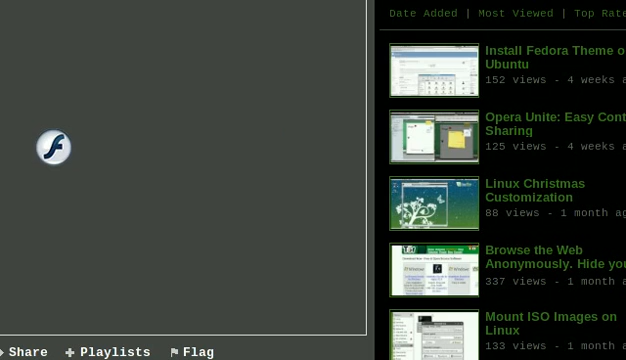 Date Added | Most Viewed | Top Rate
Install Fedora Theme o
Ubuntu
152 views - 4 weeks a
Opera Unite: Easy Cont
Sharing
125 views - 4 weeks a
Linux Christmas
Customization
88 views - 1 month ag
Browse the Web
Anonymously. Hide you
337 views - 1 month a
Mount ISO Images on
Linux
133 views - 1 month a
Share Playlists Flag